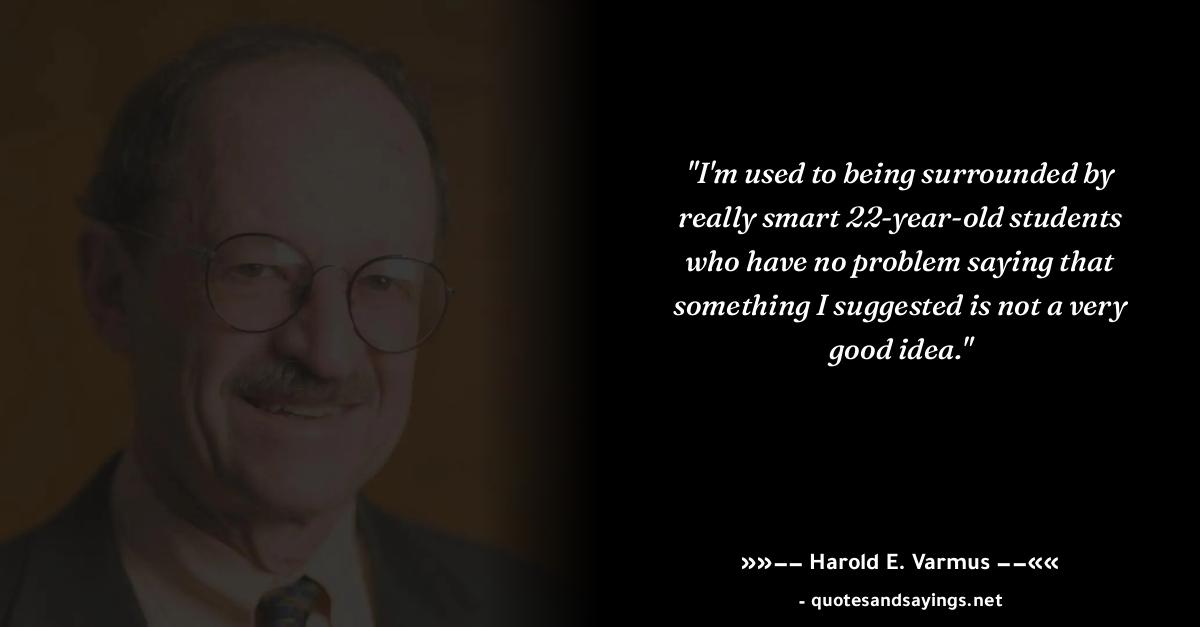 "I'm used to being surrounded by
really smart 22-year-old students
who have no problem saying that
something I suggested is not a very
good idea."
»»−− Harold E. Varmus −−««
- quotesandsayings.net